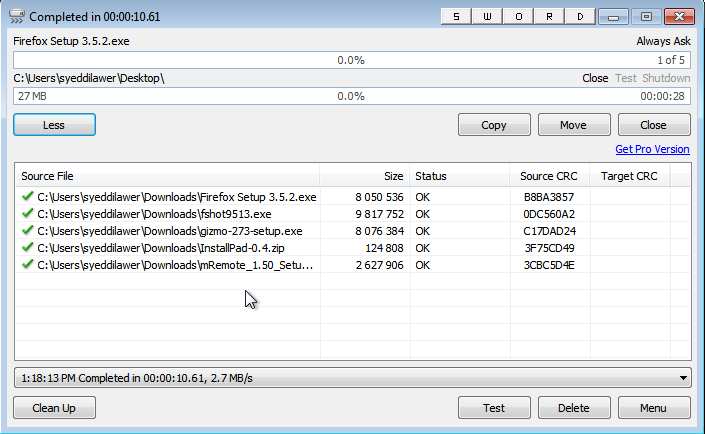 Completed in 00:00:10.61 S W O R D
Firefox Setup 3.5.2.exe Always Ask
0.0% 1 of 5
C:\Users\syeddilawer\Desktop\ Close Test Shutdown
27 MB 0.0% 00:00:28
Less Copy Move Close
Get Pro Version
Source File Size Status Source CRC Target CRC
C:\Users\syeddilawer\Downloads\Firefox Setup 3.5.2.exe 8 050 536 OK B8BA3857
C:\Users\syeddilawer\Downloads\fshot9513.exe 9 817 752 OK 0DC560A2
C:\Users\syeddilawer\Downloads\gizmo-273-setup.exe 8 076 384 OK C17DAD24
C:\Users\syeddilawer\Downloads\InstallPad-0.4.zip 124 808 OK 3F75CD49
C:\Users\syeddilawer\Downloads\mRemote_1.50_Setu... 2 627 906 OK 3CBC5D4E
1:18:13 PM Completed in 00:00:10.61, 2.7 MB/s
Clean Up Test Delete Menu